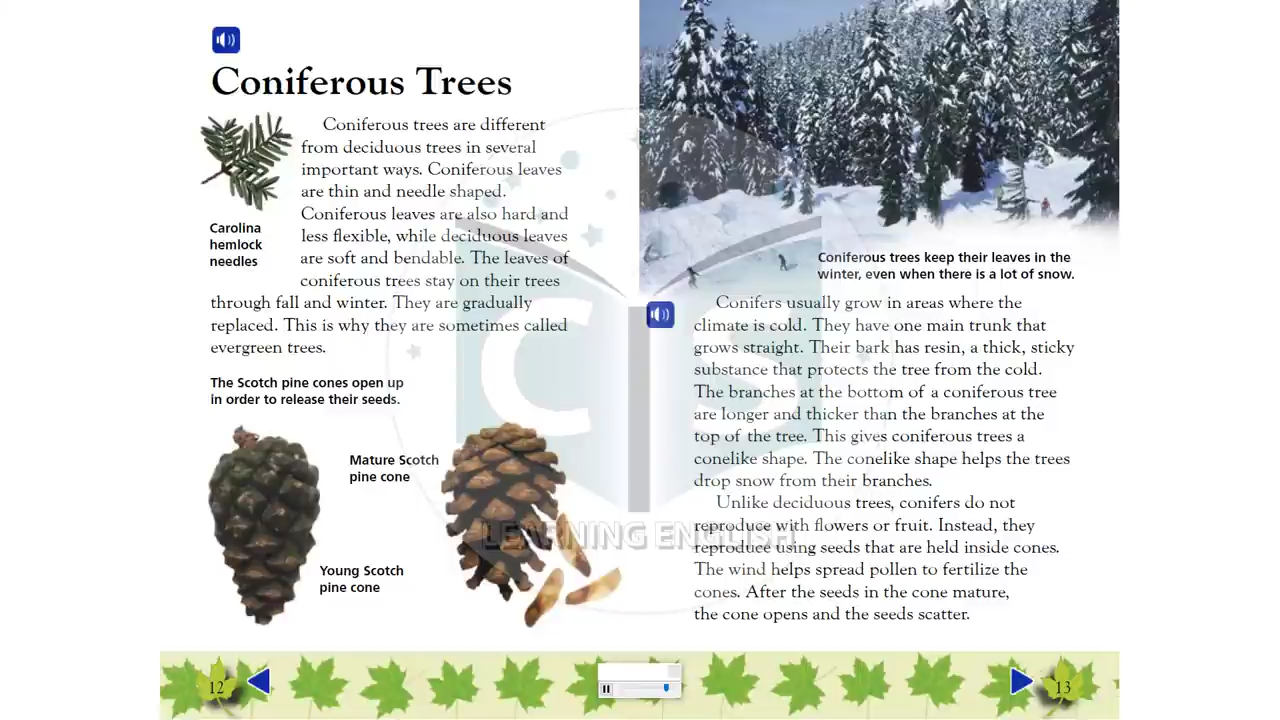 Coniferous Trees
Coniferous trees are different
from deciduous trees in several
important ways. Coniferous leaves
are thin and needle shaped.
Coniferous leaves are also hard and
less flexible, while deciduous leaves
are soft and bendable. The leaves of
coniferous trees stay on their trees
through fall and winter. They are gradually
replaced. This is why they are sometimes called
evergreen trees.
Carolina
hemlock
needles
The Scotch pine cones open up
in order to release their seeds.
Mature Scotch
pine cone
Young Scotch
pine cone
12
Coniferous trees keep their leaves in the
winter, even when there is a lot of snow.
Conifers usually grow in areas where the
climate is cold. They have one main trunk that
grows straight. Their bark has resin, a thick, sticky
substance that protects the tree from the cold.
The branches at the bottom of a coniferous tree
are longer and thicker than the branches at the
top of the tree. This gives coniferous trees a
conelike shape. The conelike shape helps the trees
drop snow from their branches.
Unlike deciduous trees, conifers do not
reproduce with flowers or fruit. Instead, they
reproduce using seeds that are held inside cones.
The wind helps spread pollen to fertilize the
cones. After the seeds in the cone mature,
the cone opens and the seeds scatter.
13
CIS
LEARNING ENGLISH